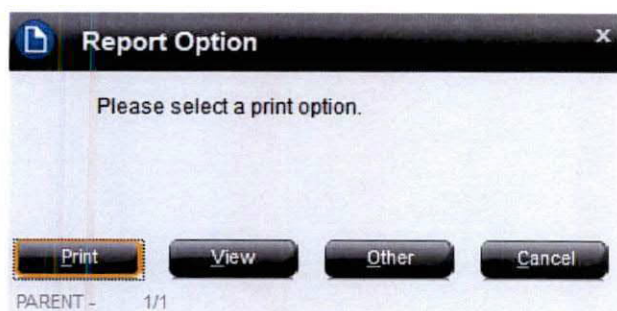 Report Option x
Please select a print option.
Print View Other Cancel
PARENT - 1/1